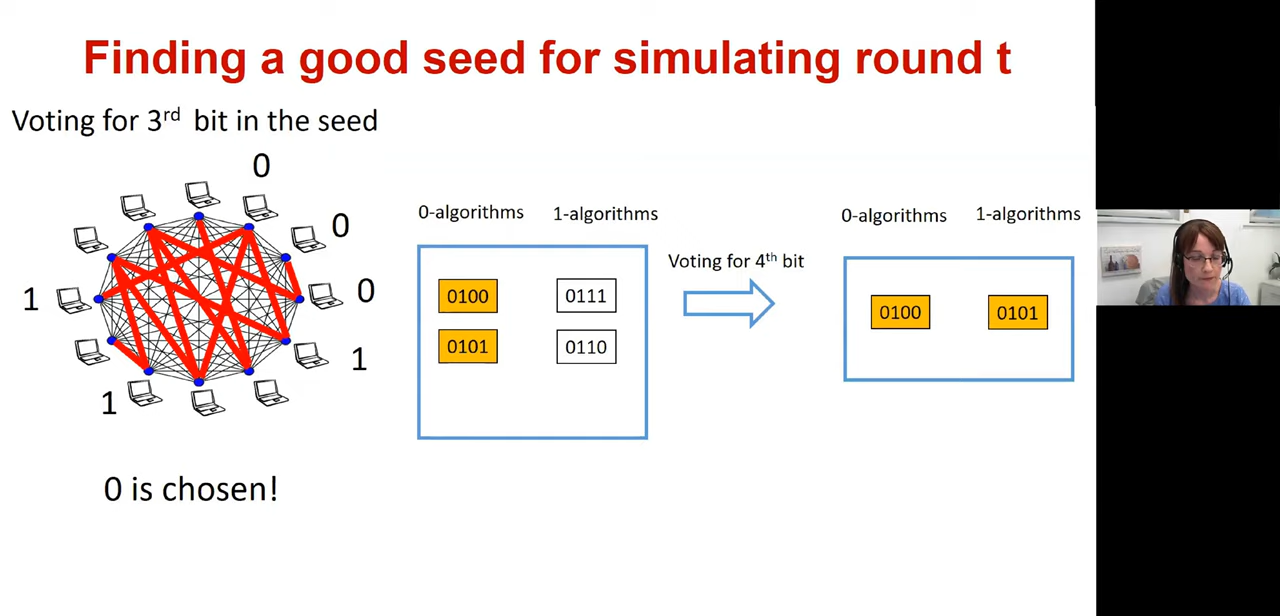 Finding a good seed for simulating round t
Voting for 3rd bit in the seed
0
0
1
0
1
1
0 is chosen!
0-algorithms 1-algorithms
0100 0111
0101 0110
Voting for 4th bit
0-algorithms 1-algorithms
0100 0101